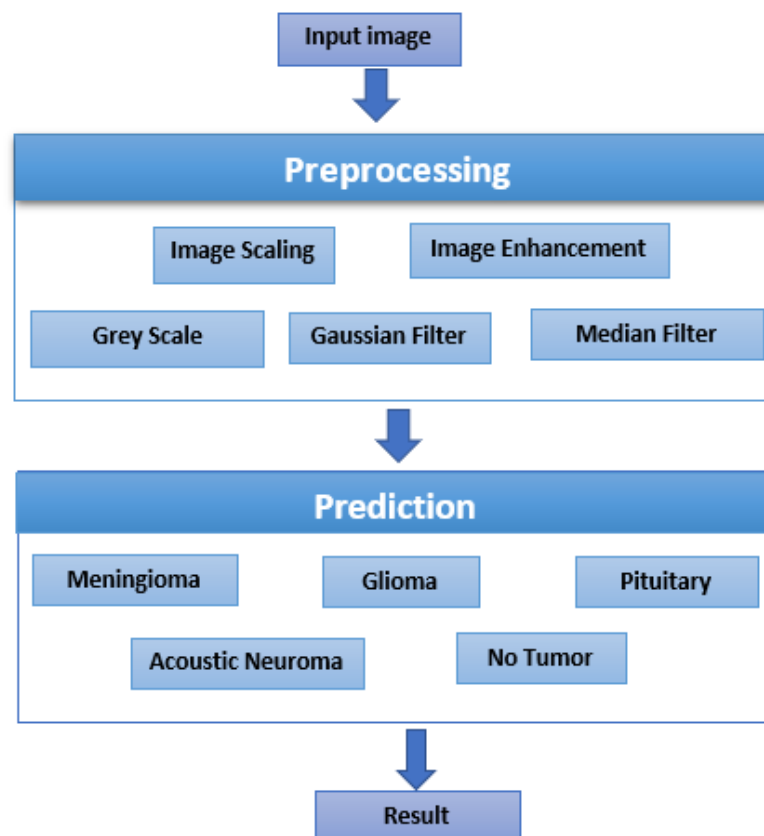 Input image
Preprocessing
Image Scaling
Image Enhancement
Grey Scale
Gaussian Filter
Median Filter
Prediction
Meningioma
Glioma
Pituitary
Acoustic Neuroma
No Tumor
Result